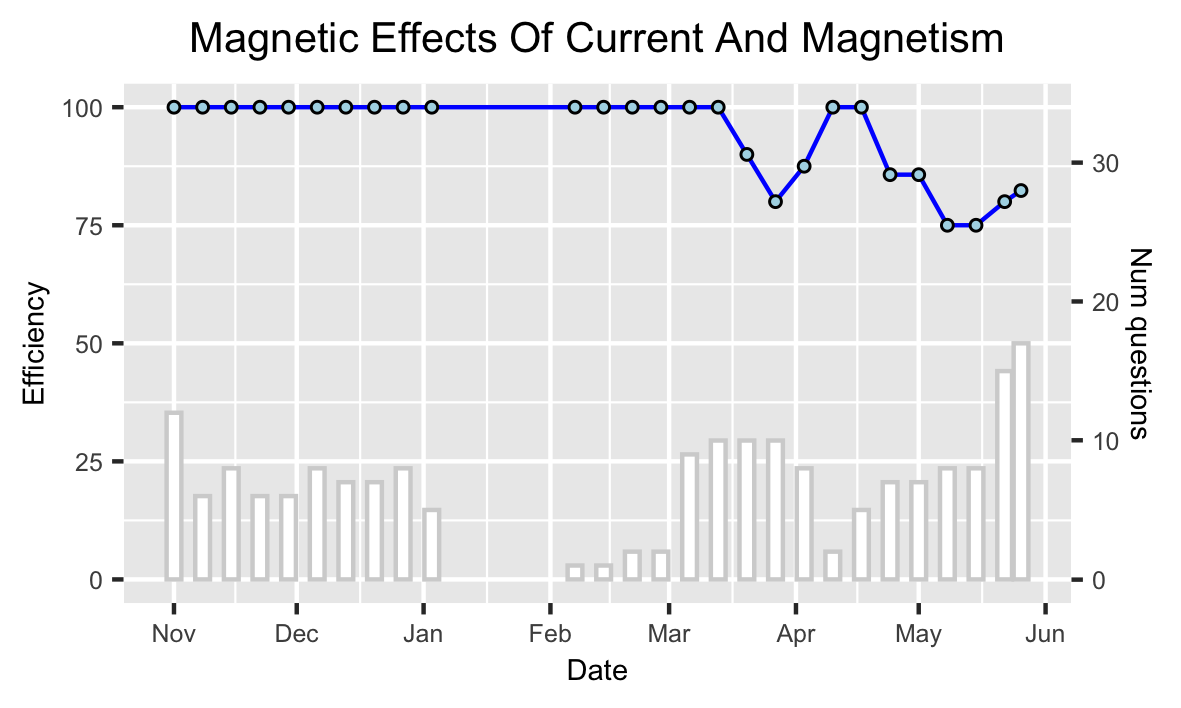 Magnetic Effects Of Current And Magnetism
Efficiency
100
75
50
25
0
30
20
10
0
Num questions
Nov Dec Jan Feb Mar Apr May Jun
Date